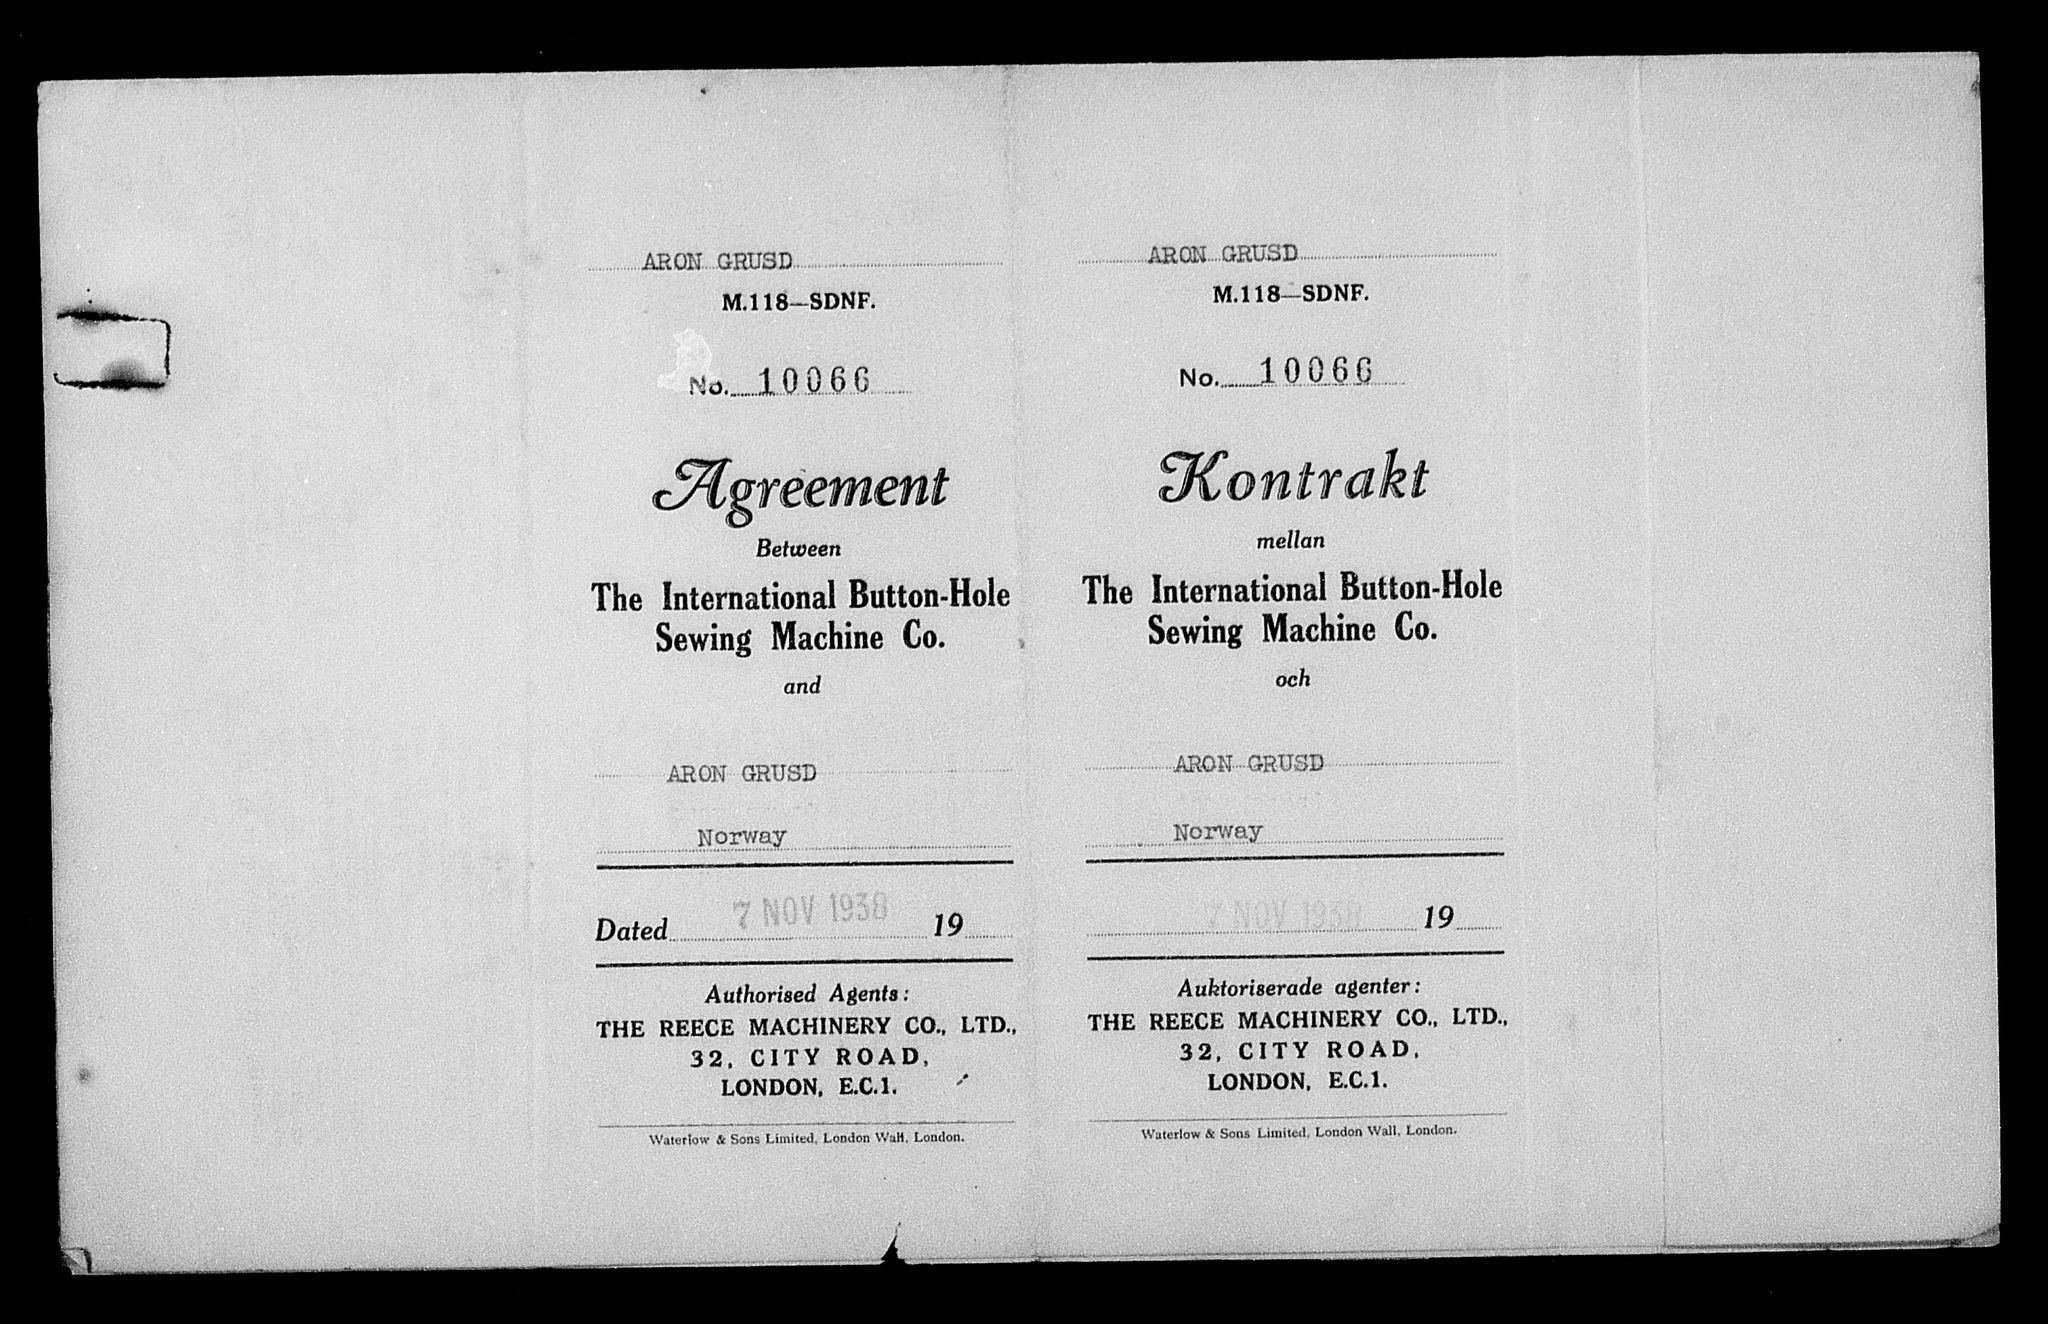 ARON GRUSD
M.118—SDNF.
No. 10066
Agreement
Between
The International Button-Hole
Sewing Machine Co.
and
ARON GRUSD
Norway
Dated 7 NOV 1938 19
Authorised Agents:
THE REECE MACHINERY CO., LTD.,
32, CITY ROAD,
LONDON, E.C.1.
Waterlow & Sons Limited, London Wall, London.
ARON GRUSD
M.118—SDNF.
No. 10066
Kontrakt
mellan
The International Button-Hole
Sewing Machine Co.
och
ARON GRUSD
Norway
7 NOV 1938 19
Auktoriserade agenter:
THE REECE MACHINERY CO., LTD.,
32, CITY ROAD,
LONDON, E.C.1.
Waterlow & Sons Limited, London Wall, London.